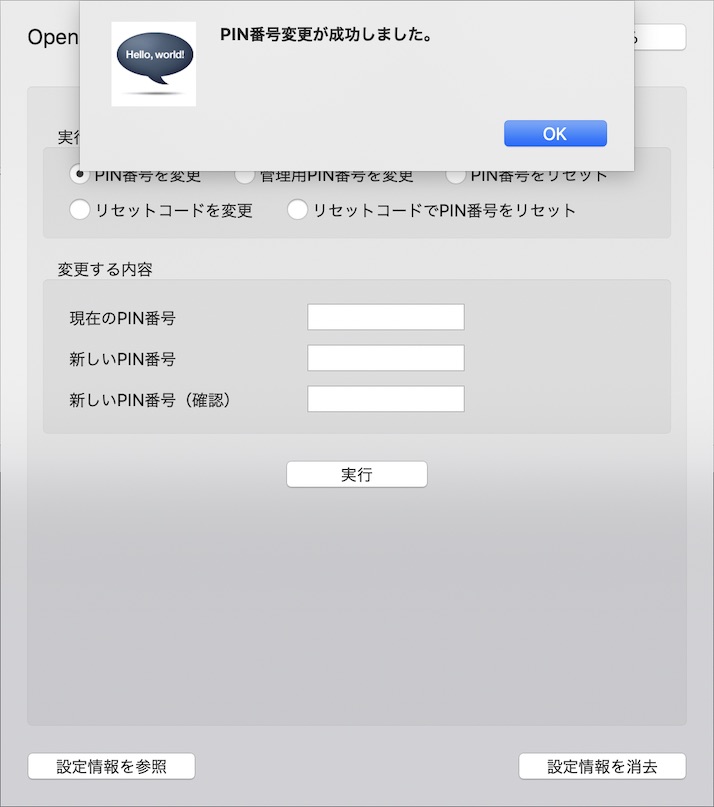 Open
Hello, world!
PIN番号変更が成功しました。
OK
PIN番号を変更
管理用PIN番号を変更
PIN番号をリセット
リセットコードを変更
リセットコードでPIN番号をリセット
変更する内容
現在のPIN番号
新しいPIN番号
新しいPIN番号（確認）
実行
設定情報を参照
設定情報を消去